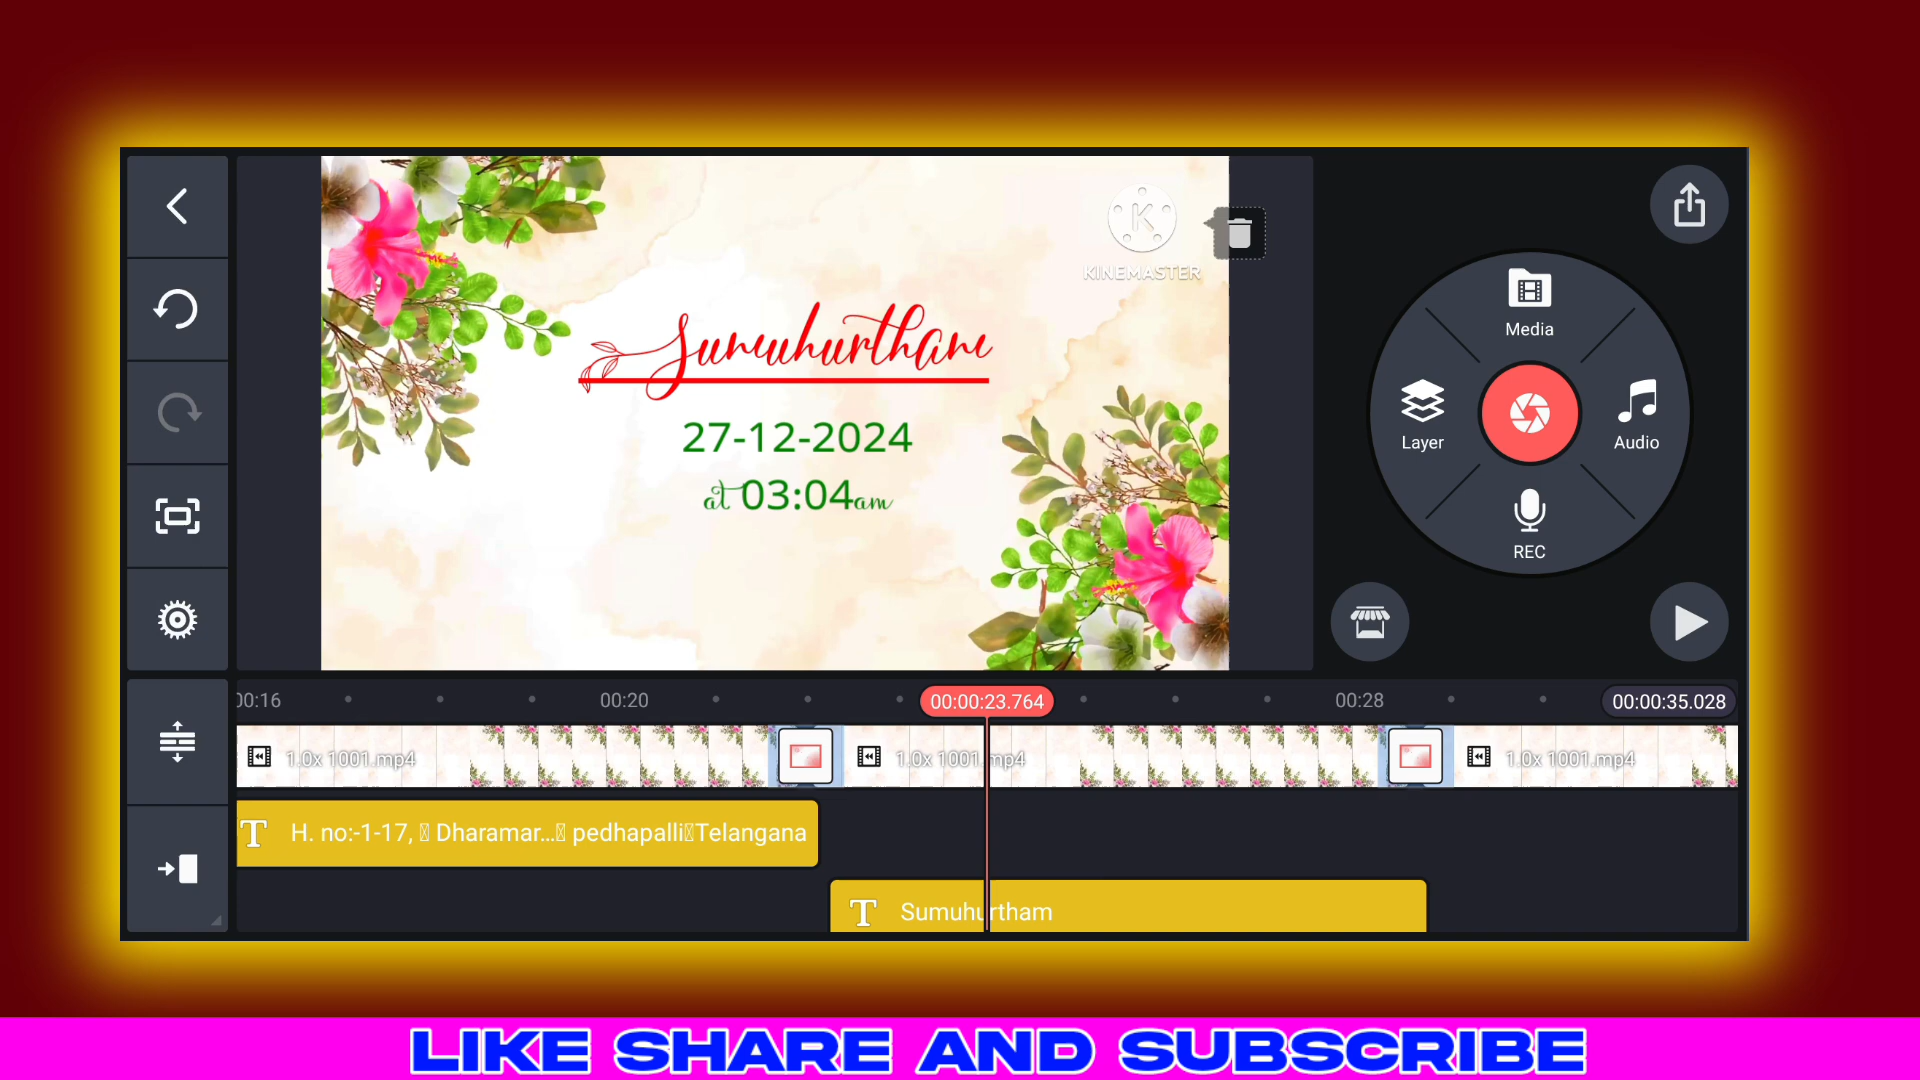 K
KINEMASTER
Sumuhurtham
27-12-2024
at 03:04am
Media
Layer
Audio
REC
00:16
00:20
00:00:23.764
00:28
00:00:35.028
1.0x 1001.mp4
1.0x 1001.mp4
1.0x 1001.mp4
T H. no:-1-17, Dharamar... pedhapalli Telangana
T Sumuhurtham
LIKE SHARE AND SUBSCRIBE